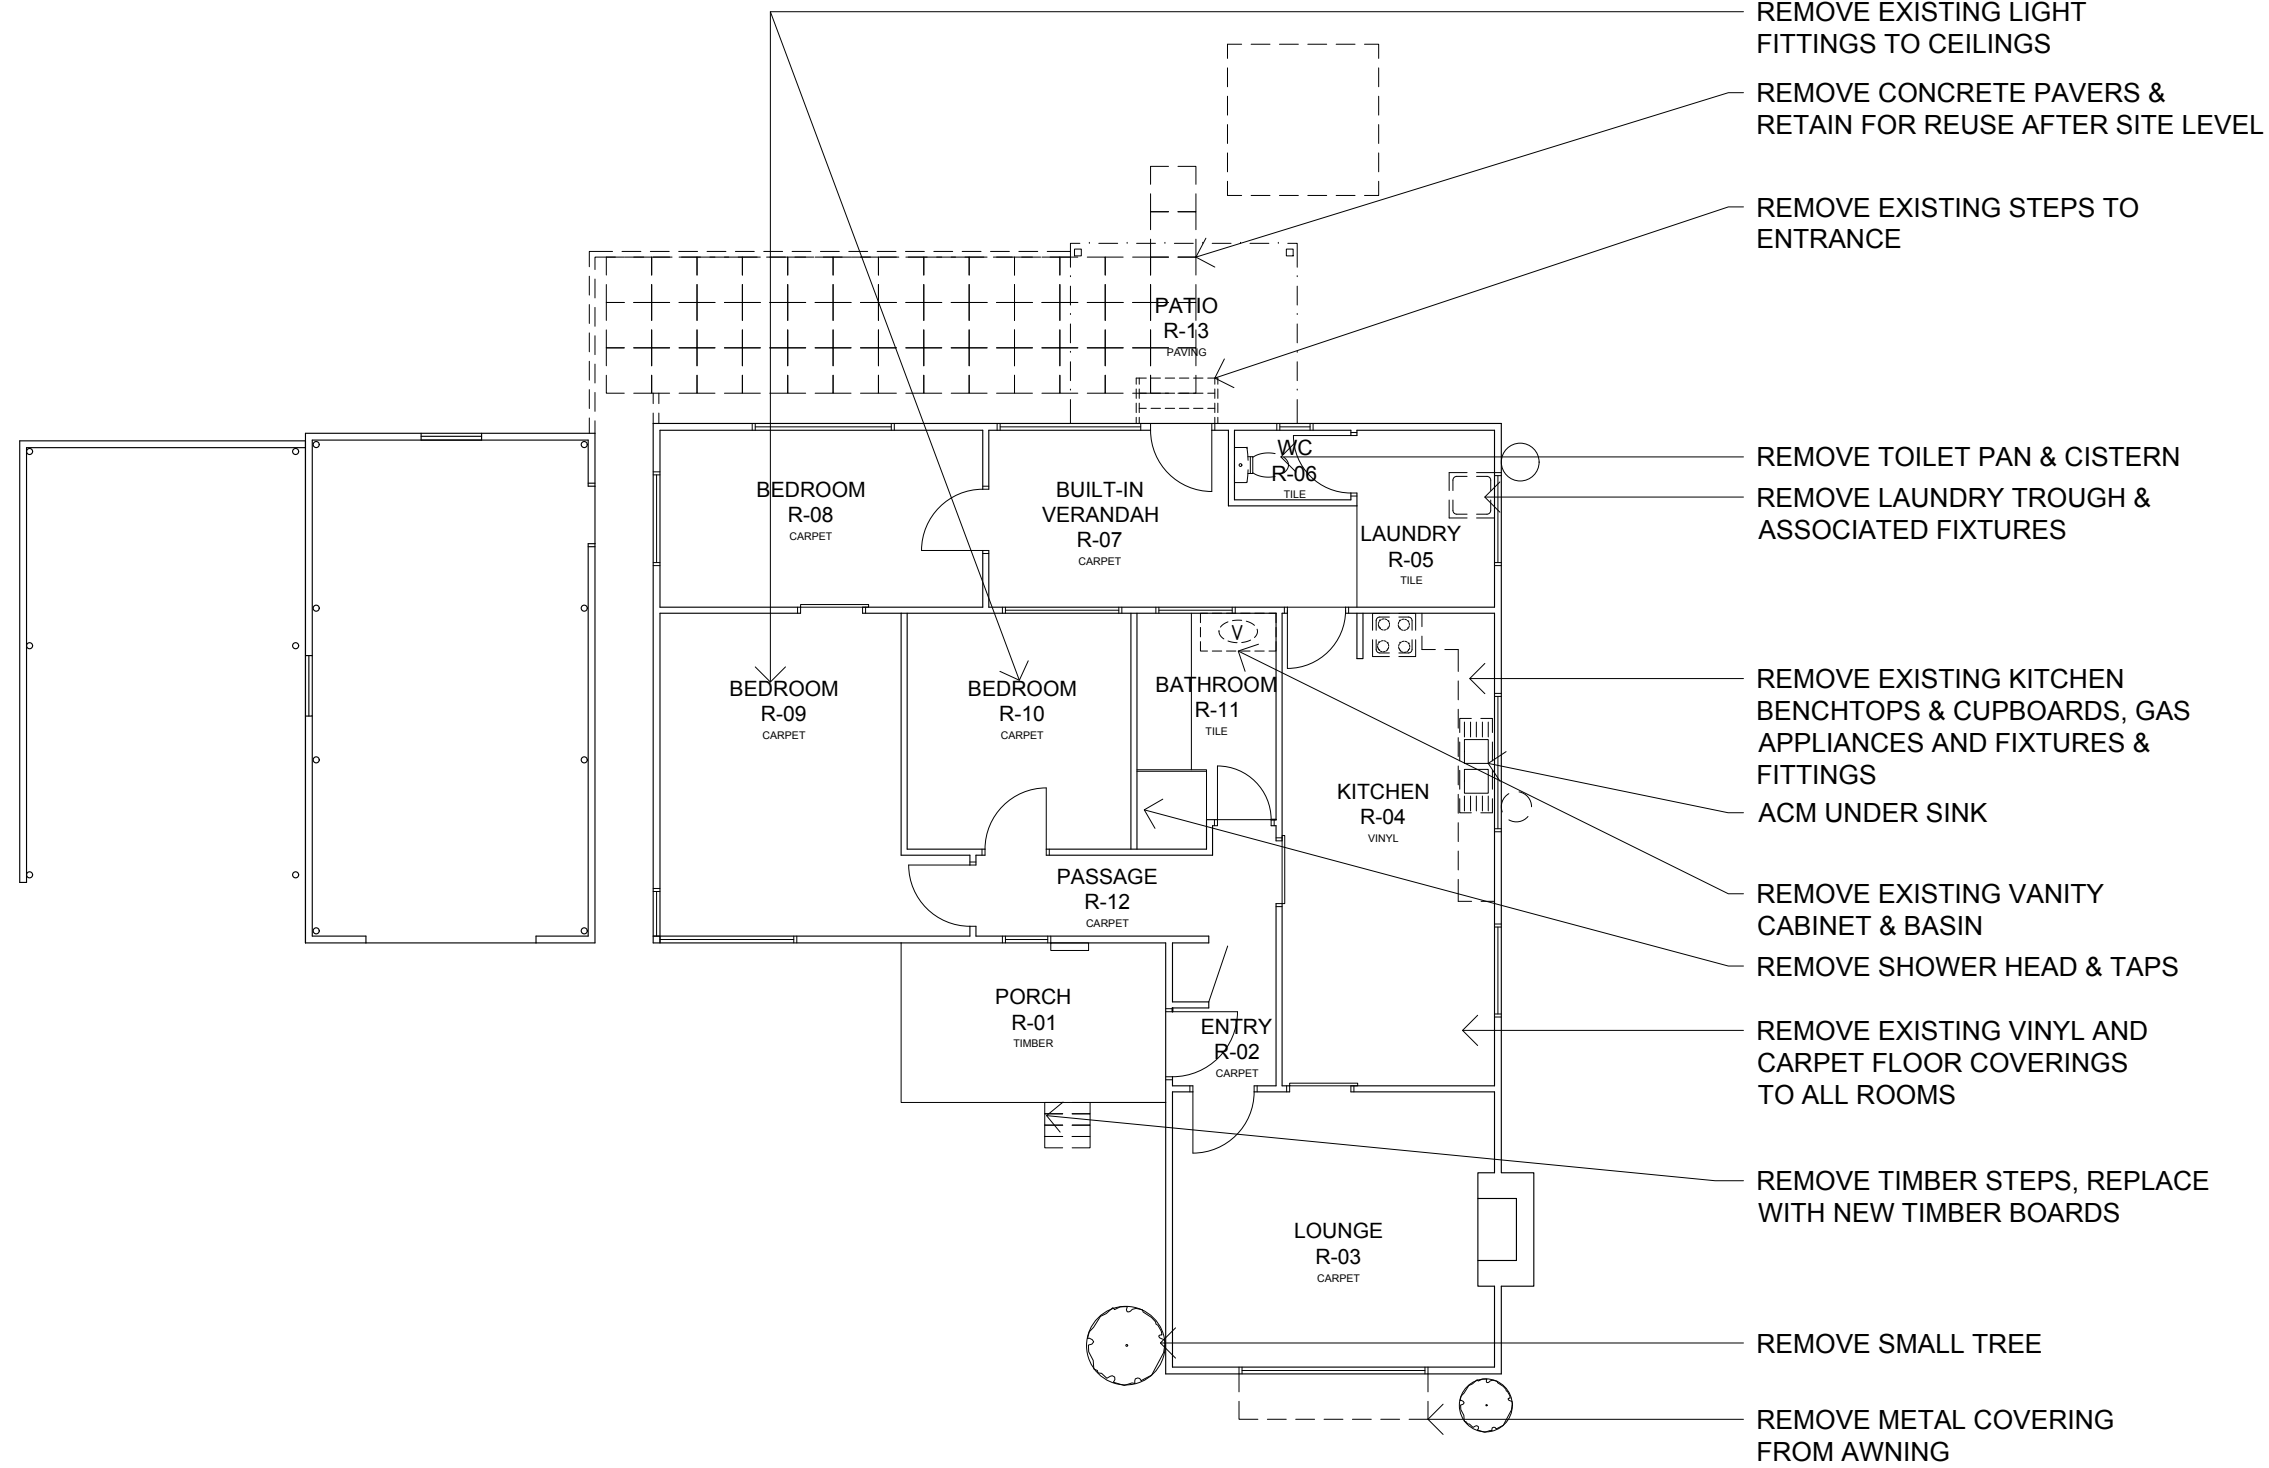 REMOVE EXISTING LIGHT
FITTINGS TO CEILINGS
REMOVE CONCRETE PAVERS &
RETAIN FOR REUSE AFTER SITE LEVEL
REMOVE EXISTING STEPS TO
ENTRANCE
PATIO
R-13
PAVING
WC
R-06
TILE
REMOVE TOILET PAN & CISTERN
REMOVE LAUNDRY TROUGH &
ASSOCIATED FIXTURES
BEDROOM
R-08
CARPET
BUILT-IN
VERANDAH
R-07
CARPET
LAUNDRY
R-05
TILE
V
BEDROOM
R-09
CARPET
BEDROOM
R-10
CARPET
BATHROOM
R-11
TILE
REMOVE EXISTING KITCHEN
BENCHTOPS & CUPBOARDS, GAS
APPLIANCES AND FIXTURES &
FITTINGS
KITCHEN
R-04
VINYL
ACM UNDER SINK
PASSAGE
R-12
CARPET
REMOVE EXISTING VANITY
CABINET & BASIN
REMOVE SHOWER HEAD & TAPS
PORCH
R-01
TIMBER
ENTRY
R-02
CARPET
REMOVE EXISTING VINYL AND
CARPET FLOOR COVERINGS
TO ALL ROOMS
REMOVE TIMBER STEPS, REPLACE
WITH NEW TIMBER BOARDS
LOUNGE
R-03
CARPET
REMOVE SMALL TREE
REMOVE METAL COVERING
FROM AWNING